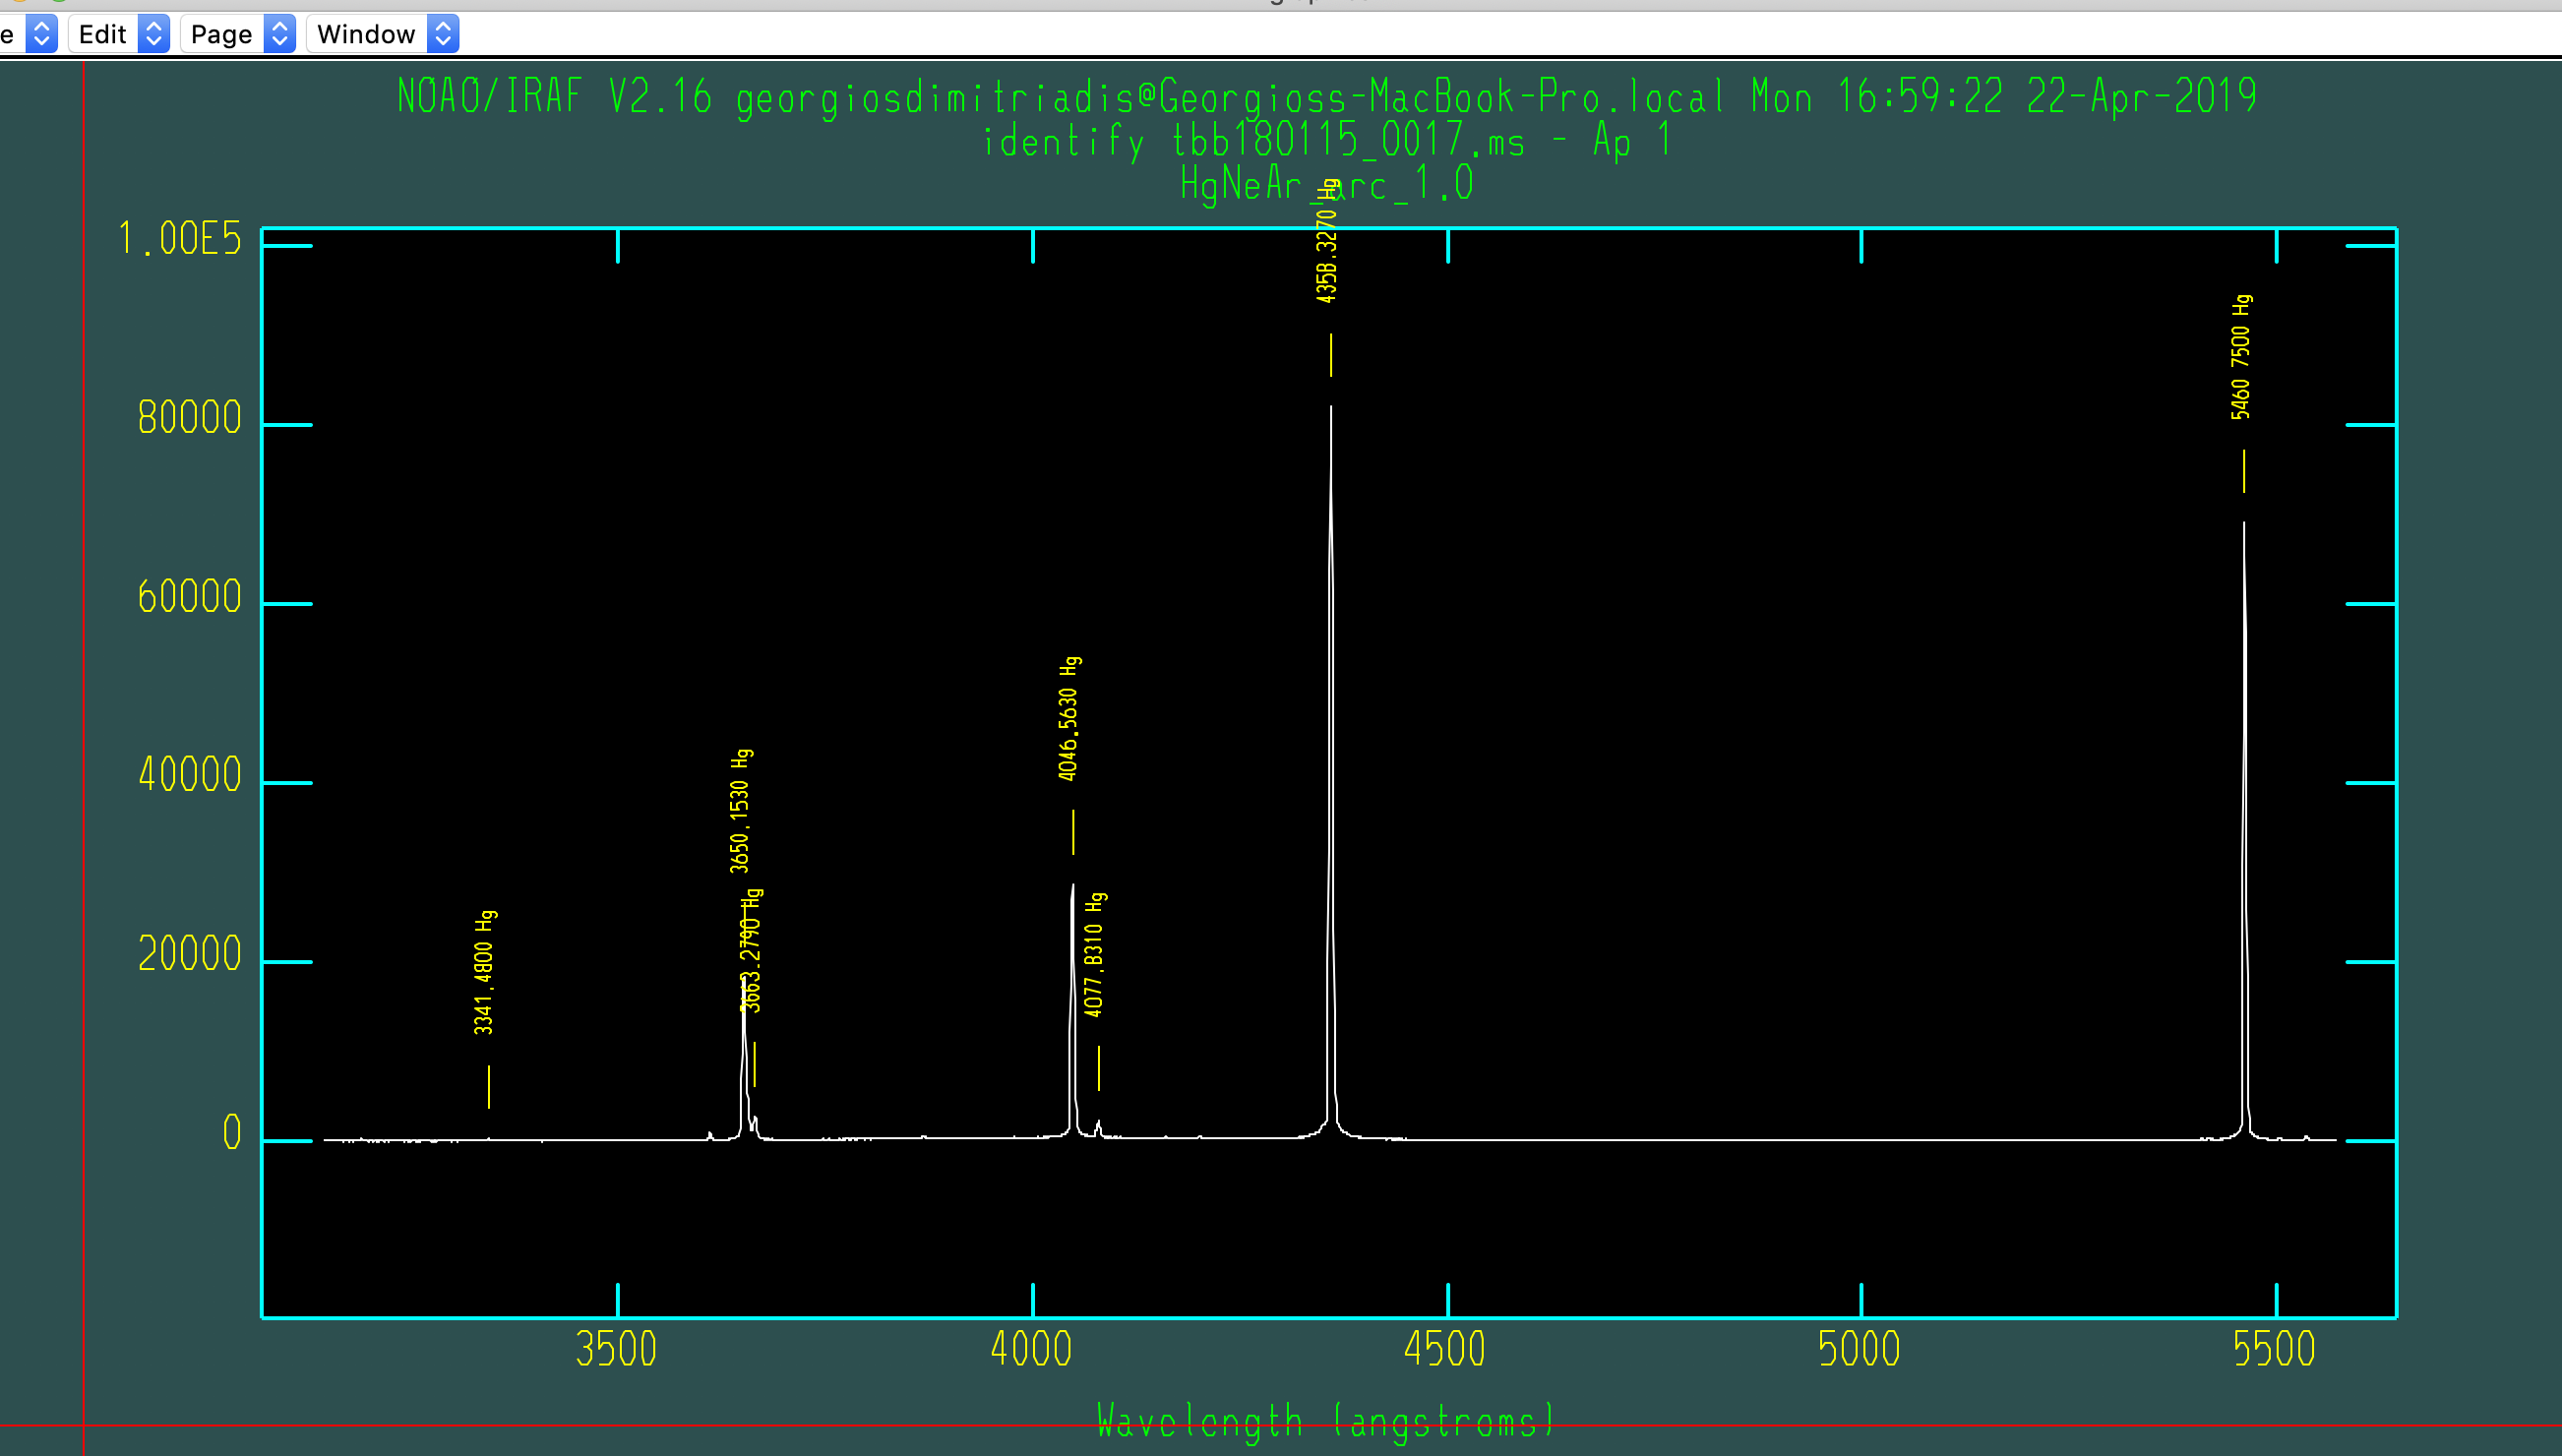 e Edit Page Window
NOAO/IRAF V2.16 georgiosdimitriadis@Georgioss-MacBook-Pro.local Mon 16:59:22 22-Apr-2019
identify tbb180115_0017.ms - Ap 1
HgNeAr_arc_1.0
1.00E5
80000
60000
40000
20000
0
3341.4800 Hg
3650.1530 Hg
3663.2790 Hg
4046.5630 Hg
4077.8310 Hg
4358.3270 Hg
5460.7500 Hg
3500 4000 4500 5000 5500
Wavelength (angstroms)